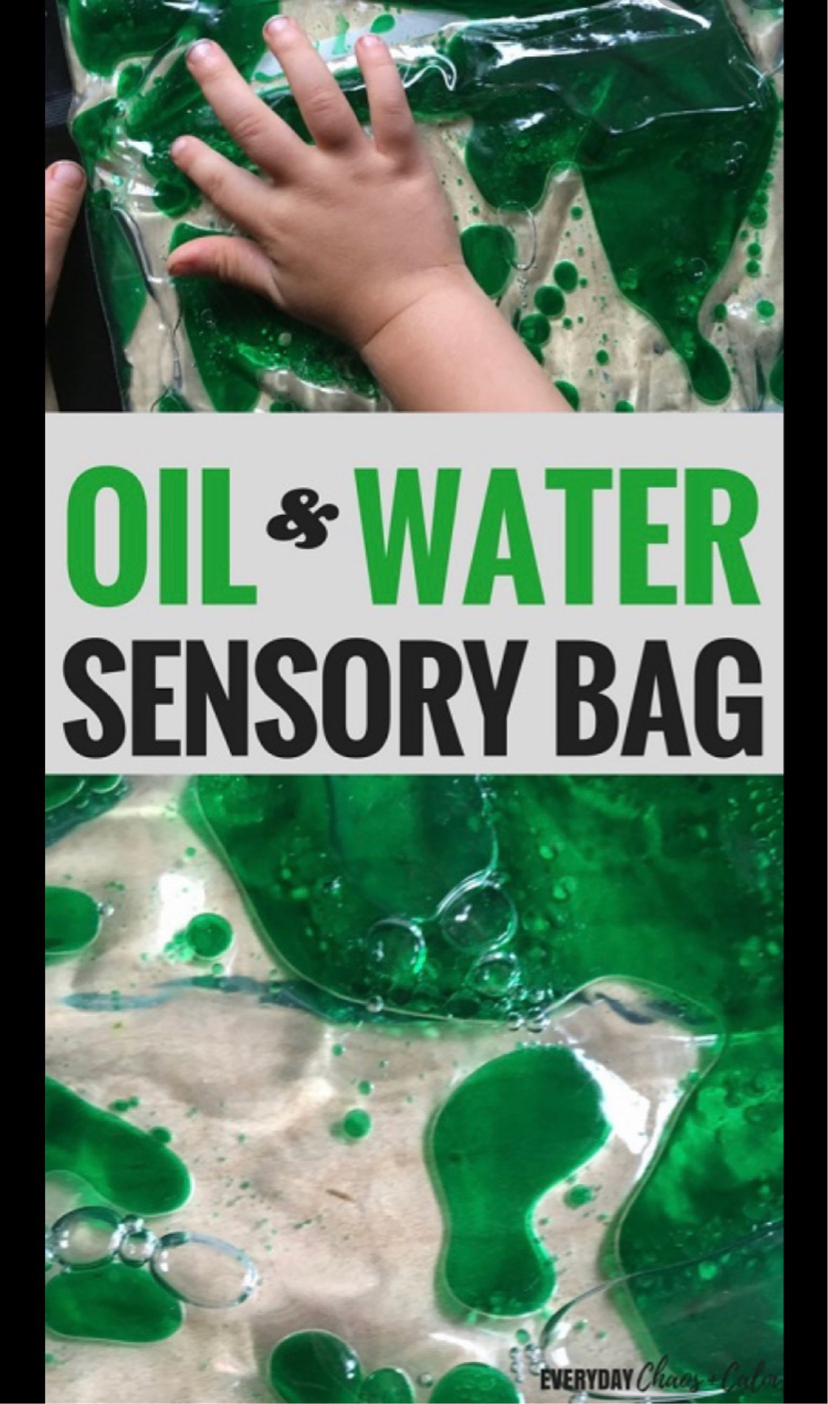 OIL & WATER
SENSORY BAG
EVERYDAY Chaos + Calm